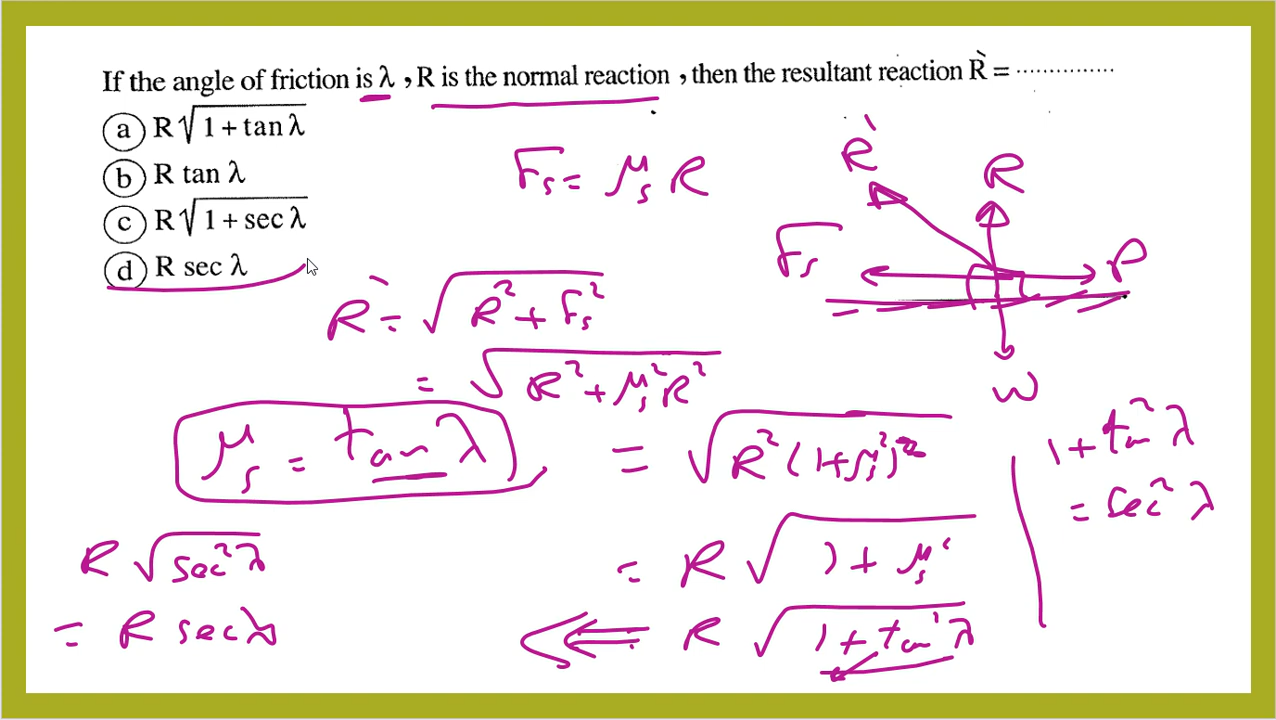 If the angle of friction is λ , R is the normal reaction , then the resultant reaction R̀ = ...............
a R√1 + tan λ
b R tan λ
c R√1 + sec λ
d R sec λ
Fs = μs R
R̀
R
Fs
P
W
R̀ = √R² + Fs²
= √R² + μs² R²
μs = tan λ
= √R² (1 + μs²)
1 + tan² λ
= sec² λ
= R √1 + μs²
R √sec² λ
= R √1 + tan² λ
= R sec λ